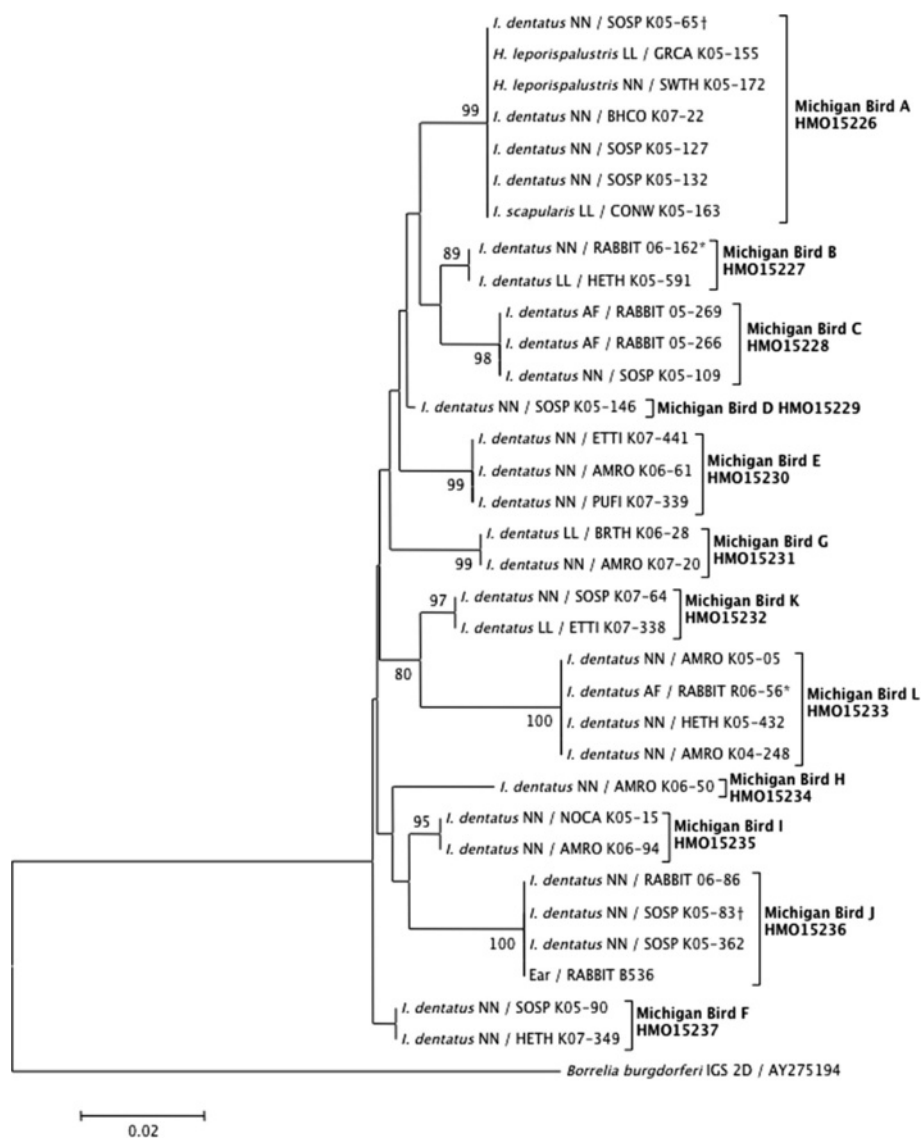 I. dentatus NN / SOSP K05-65†
H. leporispalustris LL / GRCA K05-155
H. leporispalustris NN / SWTH K05-172
I. dentatus NN / BHCO K07-22
I. dentatus NN / SOSP K05-127
I. dentatus NN / SOSP K05-132
I. scapularis LL / CONW K05-163
99
Michigan Bird A
HMO15226
I. dentatus NN / RABBIT 06-162*
I. dentatus LL / HETH K05-591
89
Michigan Bird B
HMO15227
I. dentatus AF / RABBIT 05-269
I. dentatus AF / RABBIT 05-266
I. dentatus NN / SOSP K05-109
98
Michigan Bird C
HMO15228
I. dentatus NN / SOSP K05-146
Michigan Bird D HMO15229
I. dentatus NN / ETTI K07-441
I. dentatus NN / AMRO K06-61
I. dentatus NN / PUFI K07-339
99
Michigan Bird E
HMO15230
I. dentatus LL / BRTH K06-28
I. dentatus NN / AMRO K07-20
99
Michigan Bird G
HMO15231
I. dentatus NN / SOSP K07-64
I. dentatus LL / ETTI K07-338
97
Michigan Bird K
HMO15232
80
I. dentatus NN / AMRO K05-05
I. dentatus AF / RABBIT R06-56*
I. dentatus NN / HETH K05-432
I. dentatus NN / AMRO K04-248
100
Michigan Bird L
HMO15233
I. dentatus NN / AMRO K06-50
Michigan Bird H
HMO15234
I. dentatus NN / NOCA K05-15
I. dentatus NN / AMRO K06-94
95
Michigan Bird I
HMO15235
I. dentatus NN / RABBIT 06-86
I. dentatus NN / SOSP K05-83†
I. dentatus NN / SOSP K05-362
Ear / RABBIT B536
100
Michigan Bird J
HMO15236
I. dentatus NN / SOSP K05-90
I. dentatus NN / HETH K07-349
Michigan Bird F
HMO15237
Borrelia burgdorferi IGS 2D / AY275194
0.02